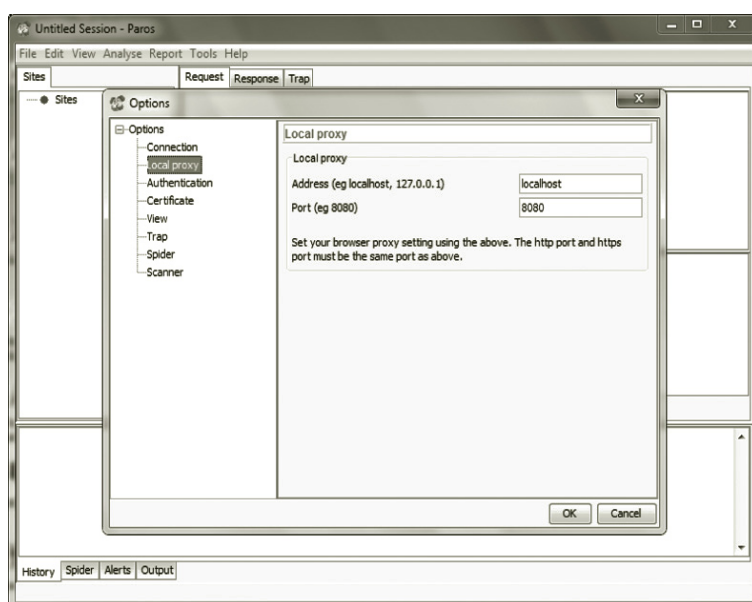 Untitled Session - Paros
File Edit View Analyse Report Tools Help
Sites
Request Response Trap
Sites
Options
Options
Connection
Local proxy
Authentication
Certificate
View
Trap
Spider
Scanner
Local proxy
Local proxy
Address (eg localhost, 127.0.0.1)
localhost
Port (eg 8080)
8080
Set your browser proxy setting using the above. The http port and https
port must be the same port as above.
OK Cancel
History Spider Alerts Output